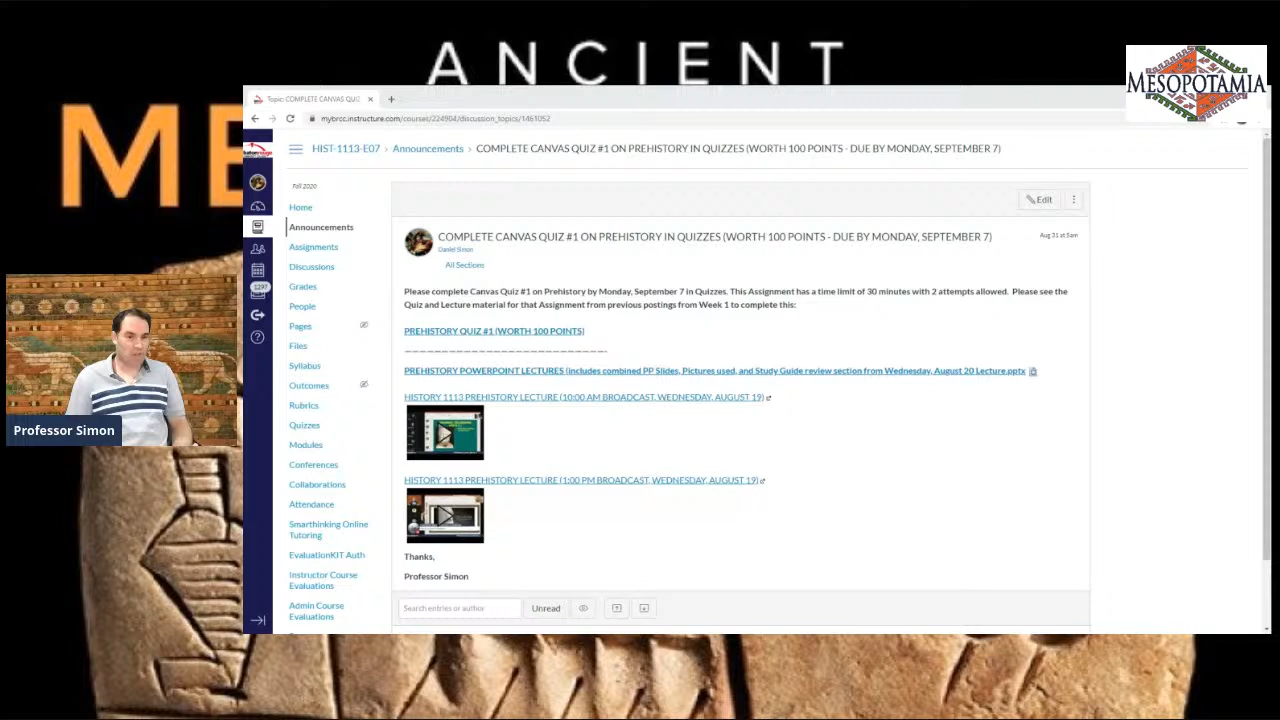 ANCIENT
ME
MESOPOTAMIA
Topic: COMPLETE CANVAS QUIZ
mybrcc.instructure.com/courses/224904/discussion_topics/1461052
HIST-1113-E07 › Announcements › COMPLETE CANVAS QUIZ #1 ON PREHISTORY IN QUIZZES (WORTH 100 POINTS - DUE BY MONDAY, SEPTEMBER 7)
Fall 2020
Home
Announcements
Assignments
Discussions
Grades
People
Pages
Files
Syllabus
Outcomes
Rubrics
Quizzes
Modules
Conferences
Collaborations
Attendance
Smarthinking Online
Tutoring
EvaluationKIT Auth
Instructor Course
Evaluations
Admin Course
Evaluations
1297
Edit
COMPLETE CANVAS QUIZ #1 ON PREHISTORY IN QUIZZES (WORTH 100 POINTS - DUE BY MONDAY, SEPTEMBER 7)
Aug 31 at 5am
Daniel Simon
All Sections
Please complete Canvas Quiz #1 on Prehistory by Monday, September 7 in Quizzes. This Assignment has a time limit of 30 minutes with 2 attempts allowed. Please see the
Quiz and Lecture material for that Assignment from previous postings from Week 1 to complete this:
PREHISTORY QUIZ #1 (WORTH 100 POINTS)
PREHISTORY POWERPOINT LECTURES (includes combined PP Slides, Pictures used, and Study Guide review section from Wednesday, August 20 Lecture.pptx
HISTORY 1113 PREHISTORY LECTURE (10:00 AM BROADCAST, WEDNESDAY, AUGUST 19)
HISTORY 1113 PREHISTORY LECTURE (1:00 PM BROADCAST, WEDNESDAY, AUGUST 19)
Thanks,
Professor Simon
Search entries or author
Unread
Professor Simon